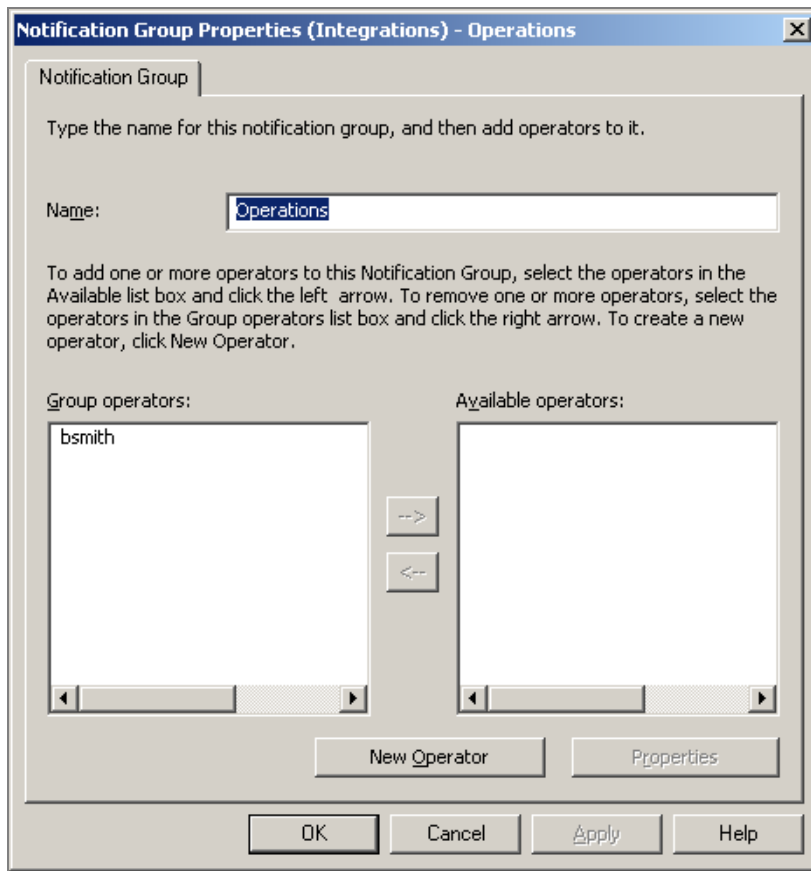 Notification Group Properties (Integrations) - Operations
Notification Group
Type the name for this notification group, and then add operators to it.
Name:
Operations
To add one or more operators to this Notification Group, select the operators in the
Available list box and click the left  arrow. To remove one or more operators, select the
operators in the Group operators list box and click the right arrow. To create a new
operator, click New Operator.
Group operators:
Available operators:
bsmith
-->
<--
New Operator
Properties
OK
Cancel
Apply
Help